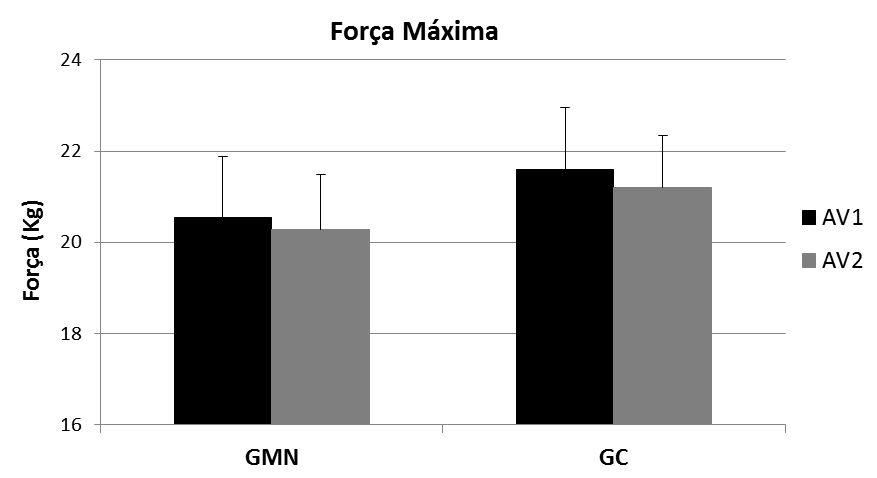 Força Máxima
24
22
20
18
16
Força (Kg)
GMN
GC
AV1
AV2